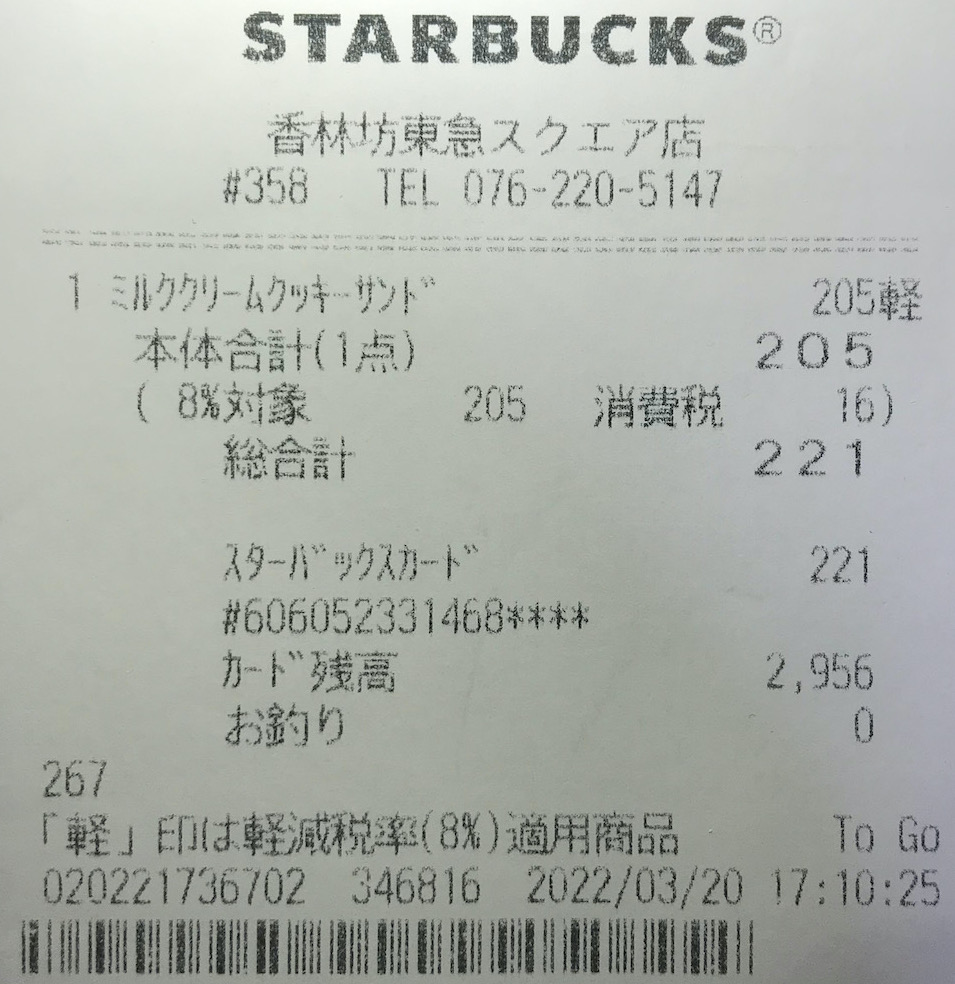 STARBUCKS®
香林坊東急スクエア店
#358 TEL 076-220-5147
1 ﾐﾙｸｸﾘｰﾑｸｯｷｰｻﾝﾄﾞ 205軽
本体合計(1点) 205
( 8%対象 205 消費税 16)
総合計 221
ｽﾀｰﾊﾞｯｸｽｶｰﾄﾞ 221
#606052331468****
ｶｰﾄﾞ残高 2,956
お釣り 0
267
「軽」印は軽減税率(8%)適用商品 To Go
020221736702 346816 2022/03/20 17:10:25